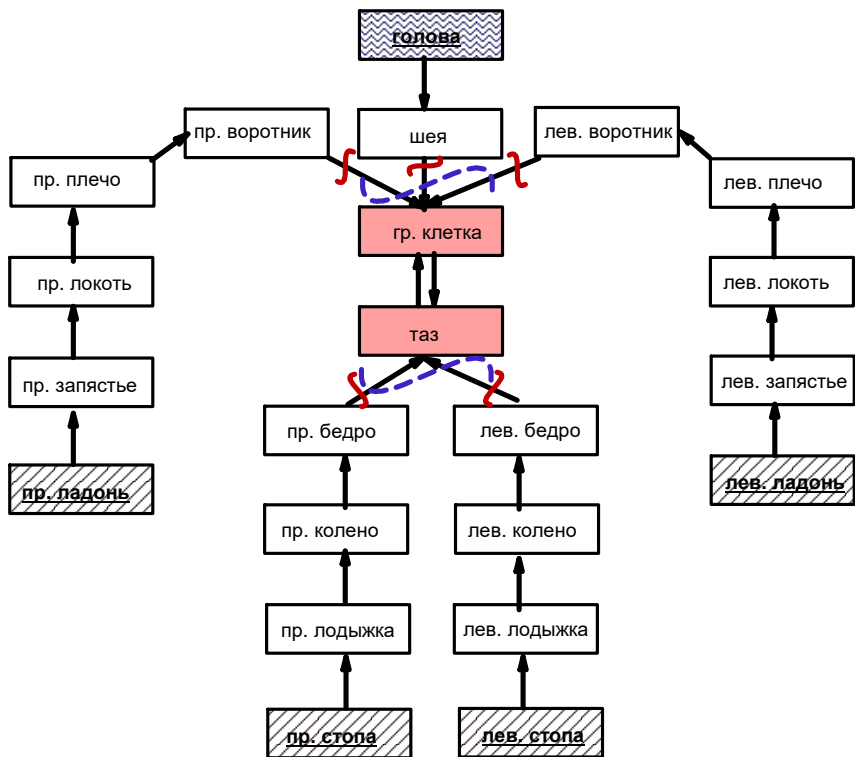 голова
пр. воротник
шея
лев. воротник
пр. плечо
лев. плечо
гр. клетка
пр. локоть
лев. локоть
таз
пр. запястье
лев. запястье
пр. бедро
лев. бедро
пр. ладонь
лев. ладонь
пр. колено
лев. колено
пр. лодыжка
лев. лодыжка
пр. стопа
лев. стопа